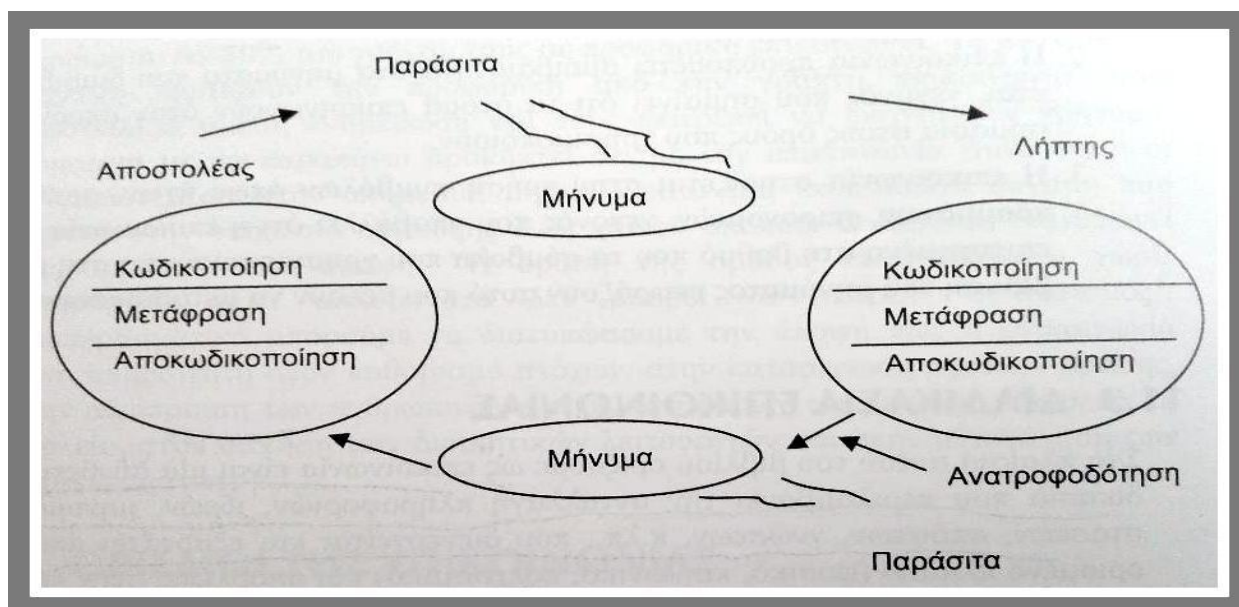 Παράσιτα
Αποστολέας
Λήπτης
Μήνυμα
Κωδικοποίηση
Μετάφραση
Αποκωδικοποίηση
Κωδικοποίηση
Μετάφραση
Αποκωδικοποίηση
Μήνυμα
Ανατροφοδότηση
Παράσιτα